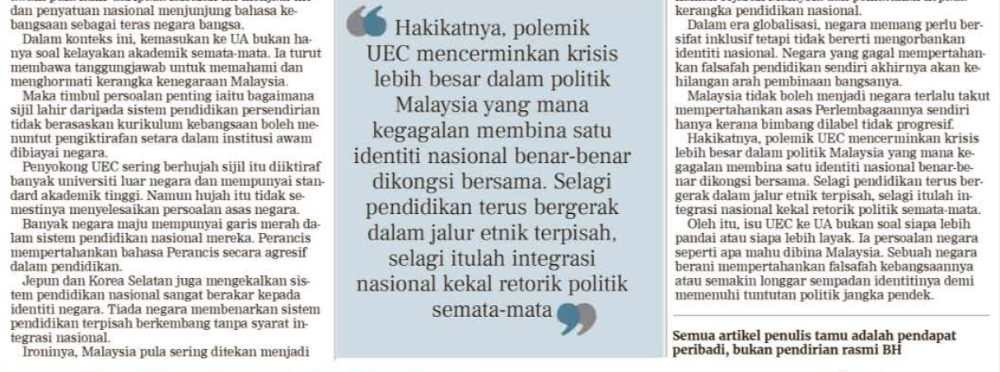 dan penyatuan nasional menjunjung bahasa ke-
bangsaan sebagai teras negara bangsa.
Dalam konteks ini, kemasukan ke UA bukan ha-
nya soal kelayakan akademik semata-mata. Ia turut
membawa tanggungjawab untuk memahami dan
menghormati kerangka kenegaraan Malaysia.
Maka timbul persoalan penting iaitu bagaimana
sijil lahir daripada sistem pendidikan persendirian
tidak berasaskan kurikulum kebangsaan boleh me-
nuntut pengiktirafan setara dalam institusi awam
dibiayai negara.
Penyokong UEC sering berhujah sijil itu diiktiraf
banyak universiti luar negara dan mempunyai stan-
dard akademik tinggi. Namun hujah itu tidak se-
mestinya menyelesaikan persoalan asas negara.
Banyak negara maju mempunyai garis merah da-
lam sistem pendidikan nasional mereka. Perancis
mempertahankan bahasa Perancis secara agresif
dalam pendidikan.
Jepun dan Korea Selatan juga mengekalkan sis-
tem pendidikan nasional sangat berakar kepada
identiti negara. Tiada negara membenarkan sistem
pendidikan terpisah berkembang tanpa syarat in-
tegrasi nasional.
Ironinya, Malaysia pula sering ditekan menjadi
“Hakikatnya, polemik
UEC mencerminkan krisis
lebih besar dalam politik
Malaysia yang mana
kegagalan membina satu
identiti nasional benar-benar
dikongsi bersama. Selagi
pendidikan terus bergerak
dalam jalur etnik terpisah,
selagi itulah integrasi
nasional kekal retorik politik
semata-mata”
kerangka pendidikan nasional.
Dalam era globalisasi, negara memang perlu ber-
sifat inklusif tetapi tidak bererti mengorbankan
identiti nasional. Negara yang gagal mempertahan-
kan falsafah pendidikan sendiri akhirnya akan ke-
hilangan arah pembinaan bangsanya.
Malaysia tidak boleh menjadi negara terlalu takut
mempertahankan asas Perlembagaannya sendiri
hanya kerana bimbang dilabel tidak progresif.
Hakikatnya, polemik UEC mencerminkan krisis
lebih besar dalam politik Malaysia yang mana ke-
gagalan membina satu identiti nasional benar-be-
nar dikongsi bersama. Selagi pendidikan terus ber-
gerak dalam jalur etnik terpisah, selagi itulah in-
tegrasi nasional kekal retorik politik semata-mata.
Oleh itu, isu UEC ke UA bukan soal siapa lebih
pandai atau siapa lebih layak. Ia persoalan negara
seperti apa mahu dibina Malaysia. Sebuah negara
berani mempertahankan falsafah kebangsaannya
atau semakin longgar sempadan identitinya demi
memenuhi tuntutan politik jangka pendek.
Semua artikel penulis tamu adalah pendapat
peribadi, bukan pendirian rasmi BH